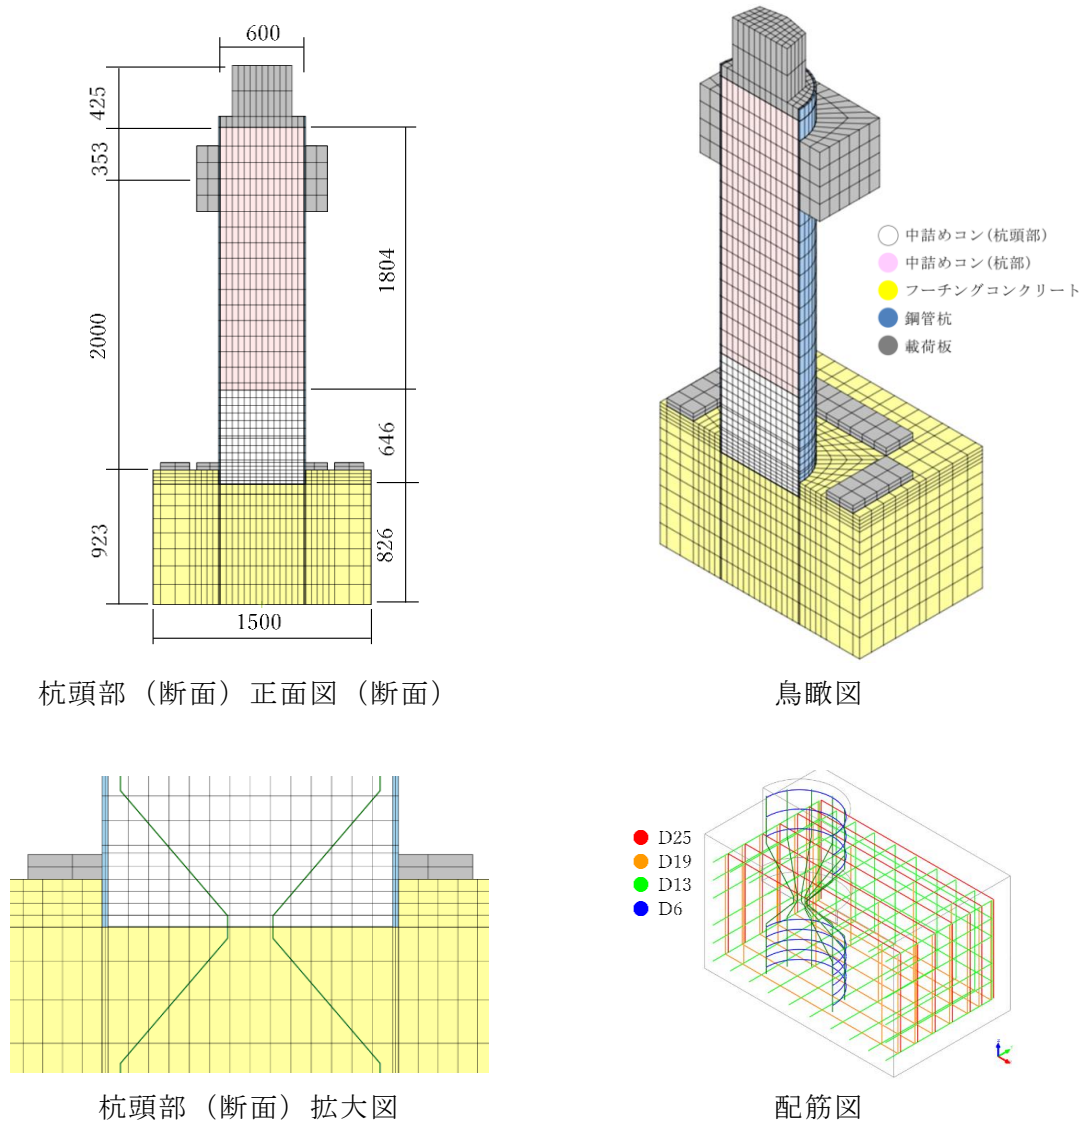 600
425
353
2000
923
1804
646
826
1500
中詰めコン(杭頭部)
中詰めコン(杭部)
フーチングコンクリート
鋼管杭
載荷板
杭頭部（断面）正面図（断面）
鳥瞰図
D25
D19
D13
D6
杭頭部（断面）拡大図
配筋図